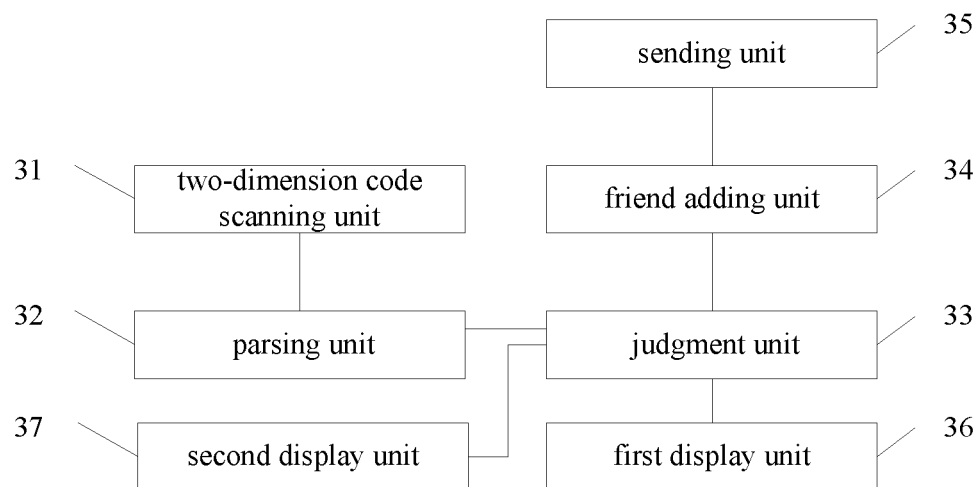 35
sending unit
31
two-dimension code
scanning unit
34
friend adding unit
32
parsing unit
33
judgment unit
37
second display unit
36
first display unit